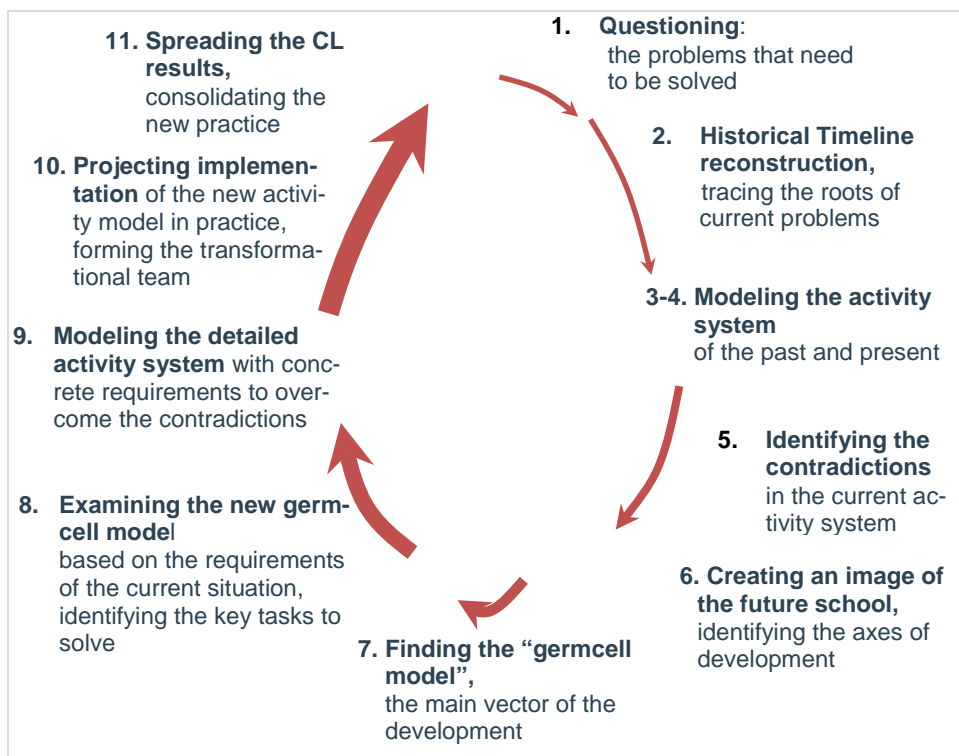 1. Questioning:
the problems that need
to be solved
2. Historical Timeline
reconstruction,
tracing the roots of
current problems
3-4. Modeling the activity
system
of the past and present
5. Identifying the
contradictions
in the current ac-
tivity system
6. Creating an image of
the future school,
identifying the axes of
development
7. Finding the “germcell
model”,
the main vector of the
development
8. Examining the new germ-
cell model
based on the requirements
of the current situation,
identifying the key tasks to
solve
9. Modeling the detailed
activity system with conc-
rete requirements to over-
come the contradictions
10. Projecting implemen-
tation of the new activi-
ty model in practice,
forming the transforma-
tional team
11. Spreading the CL
results,
consolidating the
new practice